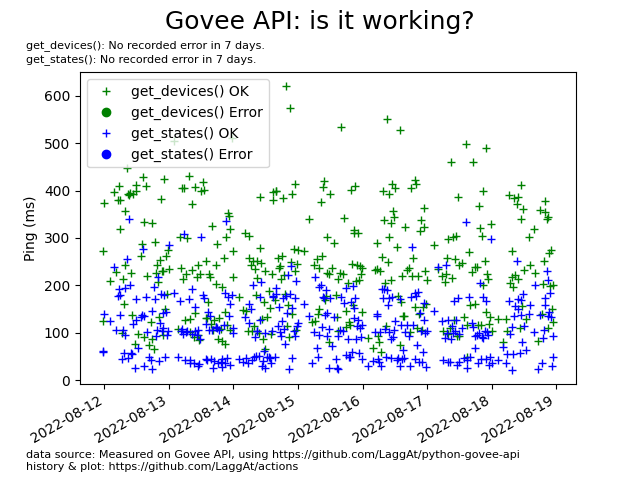 Govee API: is it working?
get_devices(): No recorded error in 7 days.
get_states(): No recorded error in 7 days.
get_devices() OK
get_devices() Error
get_states() OK
get_states() Error
Ping (ms)
600
500
400
300
200
100
0
2022-08-12
2022-08-13
2022-08-14
2022-08-15
2022-08-16
2022-08-17
2022-08-18
2022-08-19
data source: Measured on Govee API, using https://github.com/LaggAt/python-govee-api
history & plot: https://github.com/LaggAt/actions